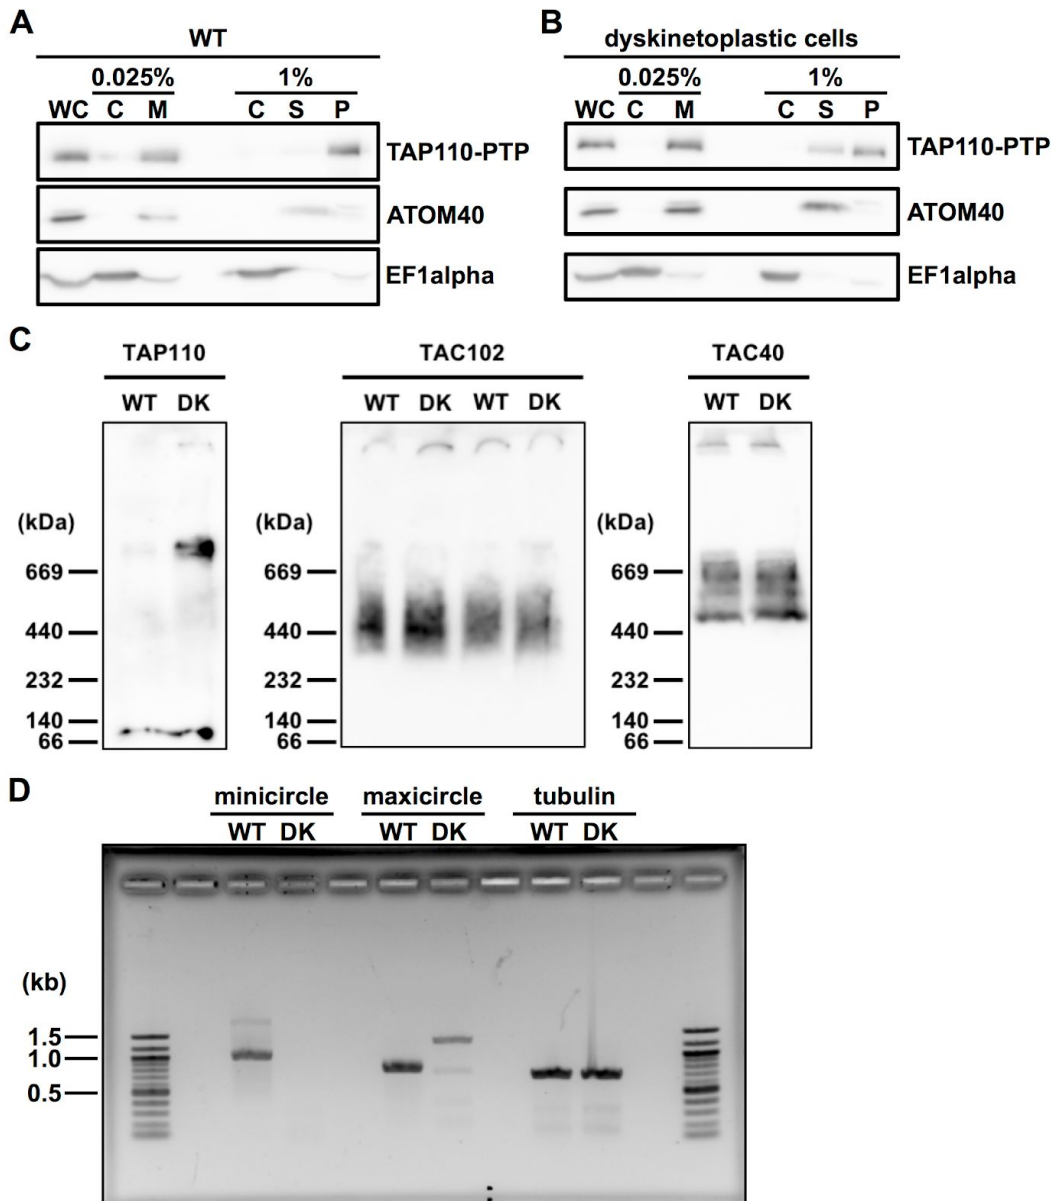 A
WT
0.025% 1%
WC C M C S P
TAP110-PTP
ATOM40
EF1alpha
B
dyskinetoplastic cells
0.025% 1%
WC C M C S P
TAP110-PTP
ATOM40
EF1alpha
C
TAP110 TAC102 TAC40
WT DK WT DK WT DK WT DK
(kDa) (kDa) (kDa)
669 669 669
440 440 440
232 232 232
140 140 140
66 66 66
D
minicircle maxicircle tubulin
WT DK WT DK WT DK
(kb)
1.5
1.0
0.5